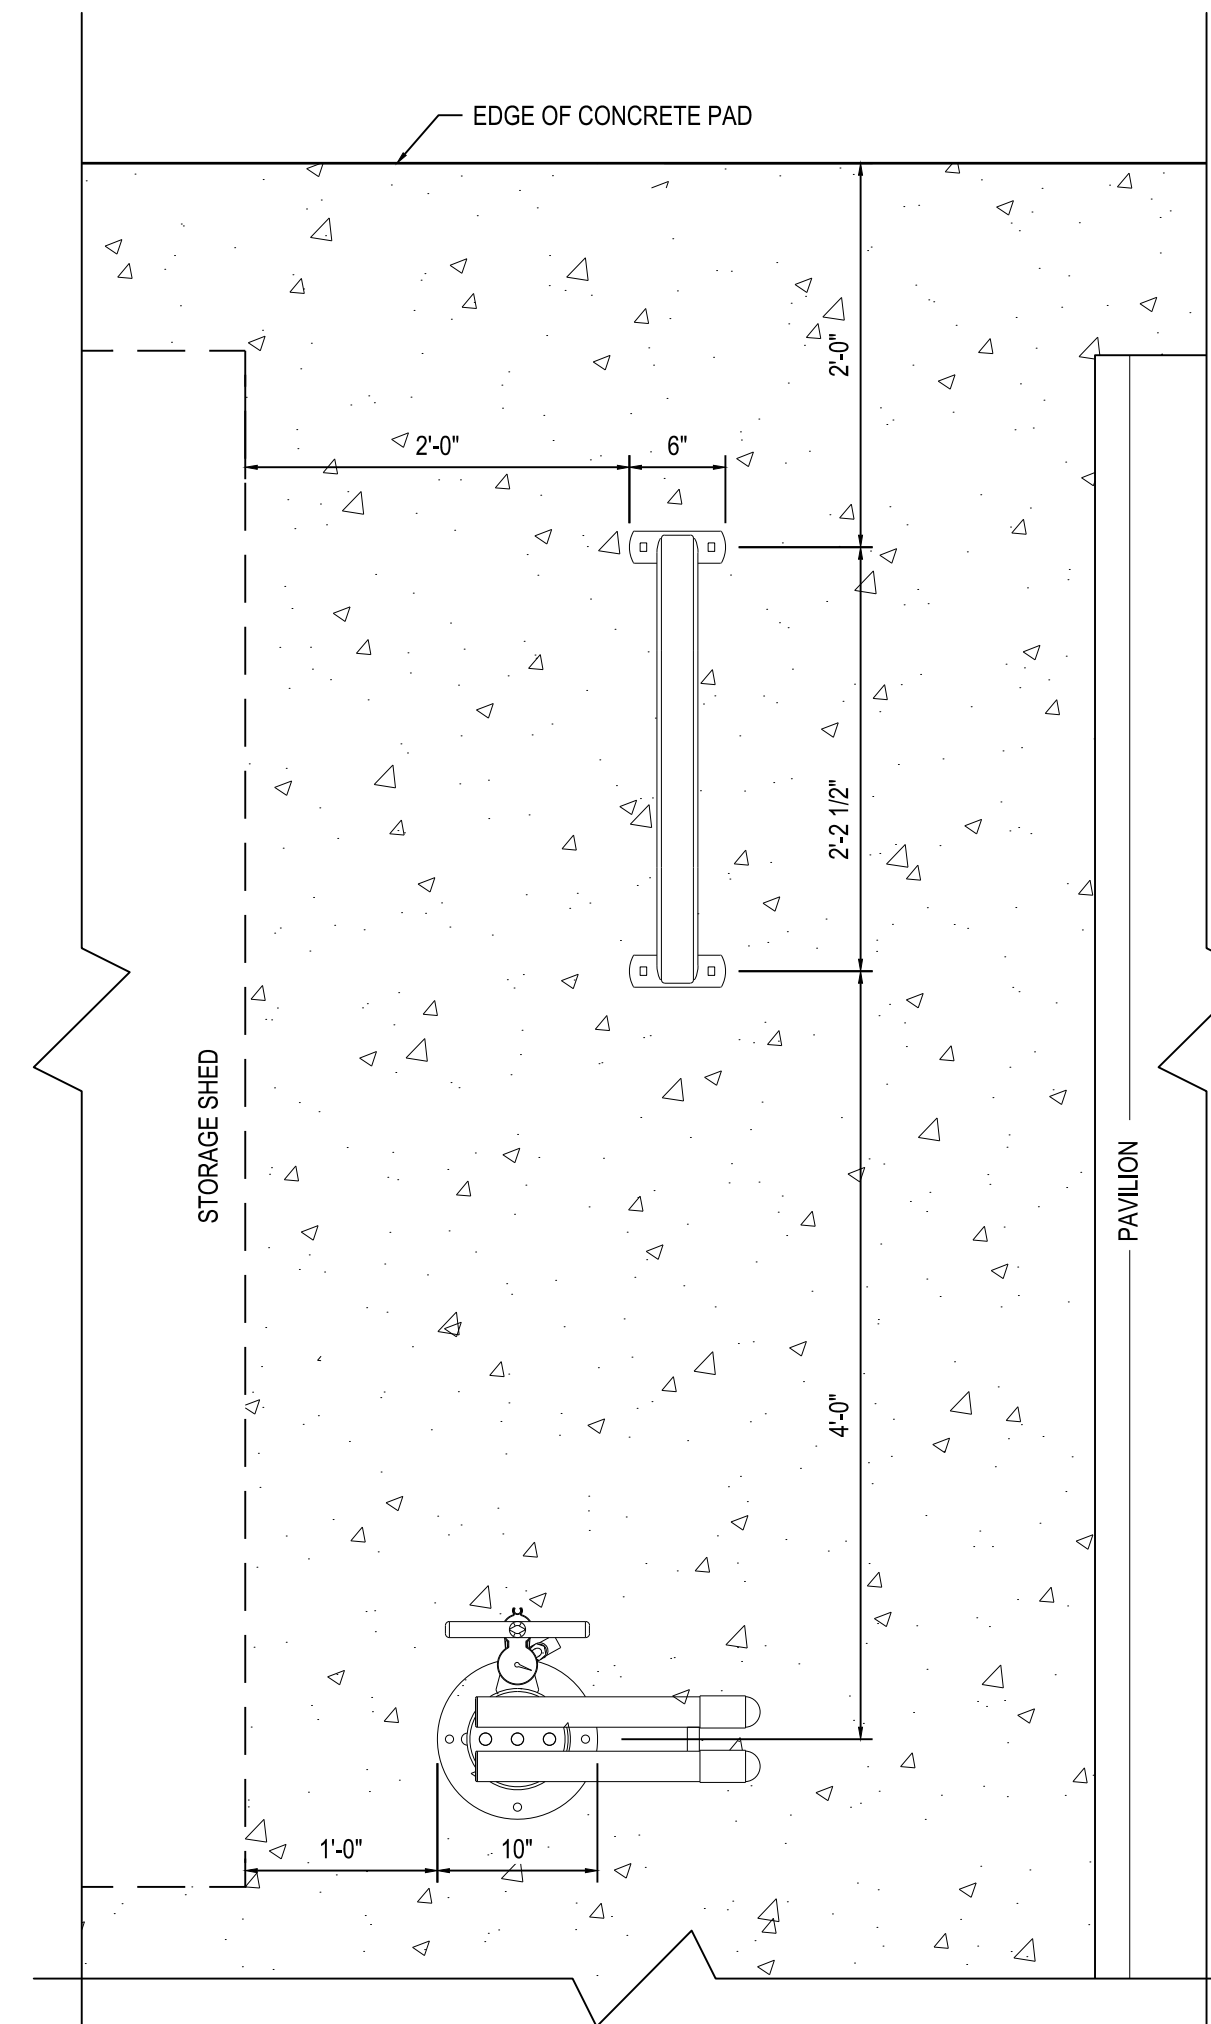 EDGE OF CONCRETE PAD
2'-0"
2'-0"
6"
2'-2 1/2"
STORAGE SHED
PAVILION
4'-0"
1'-0"
10"